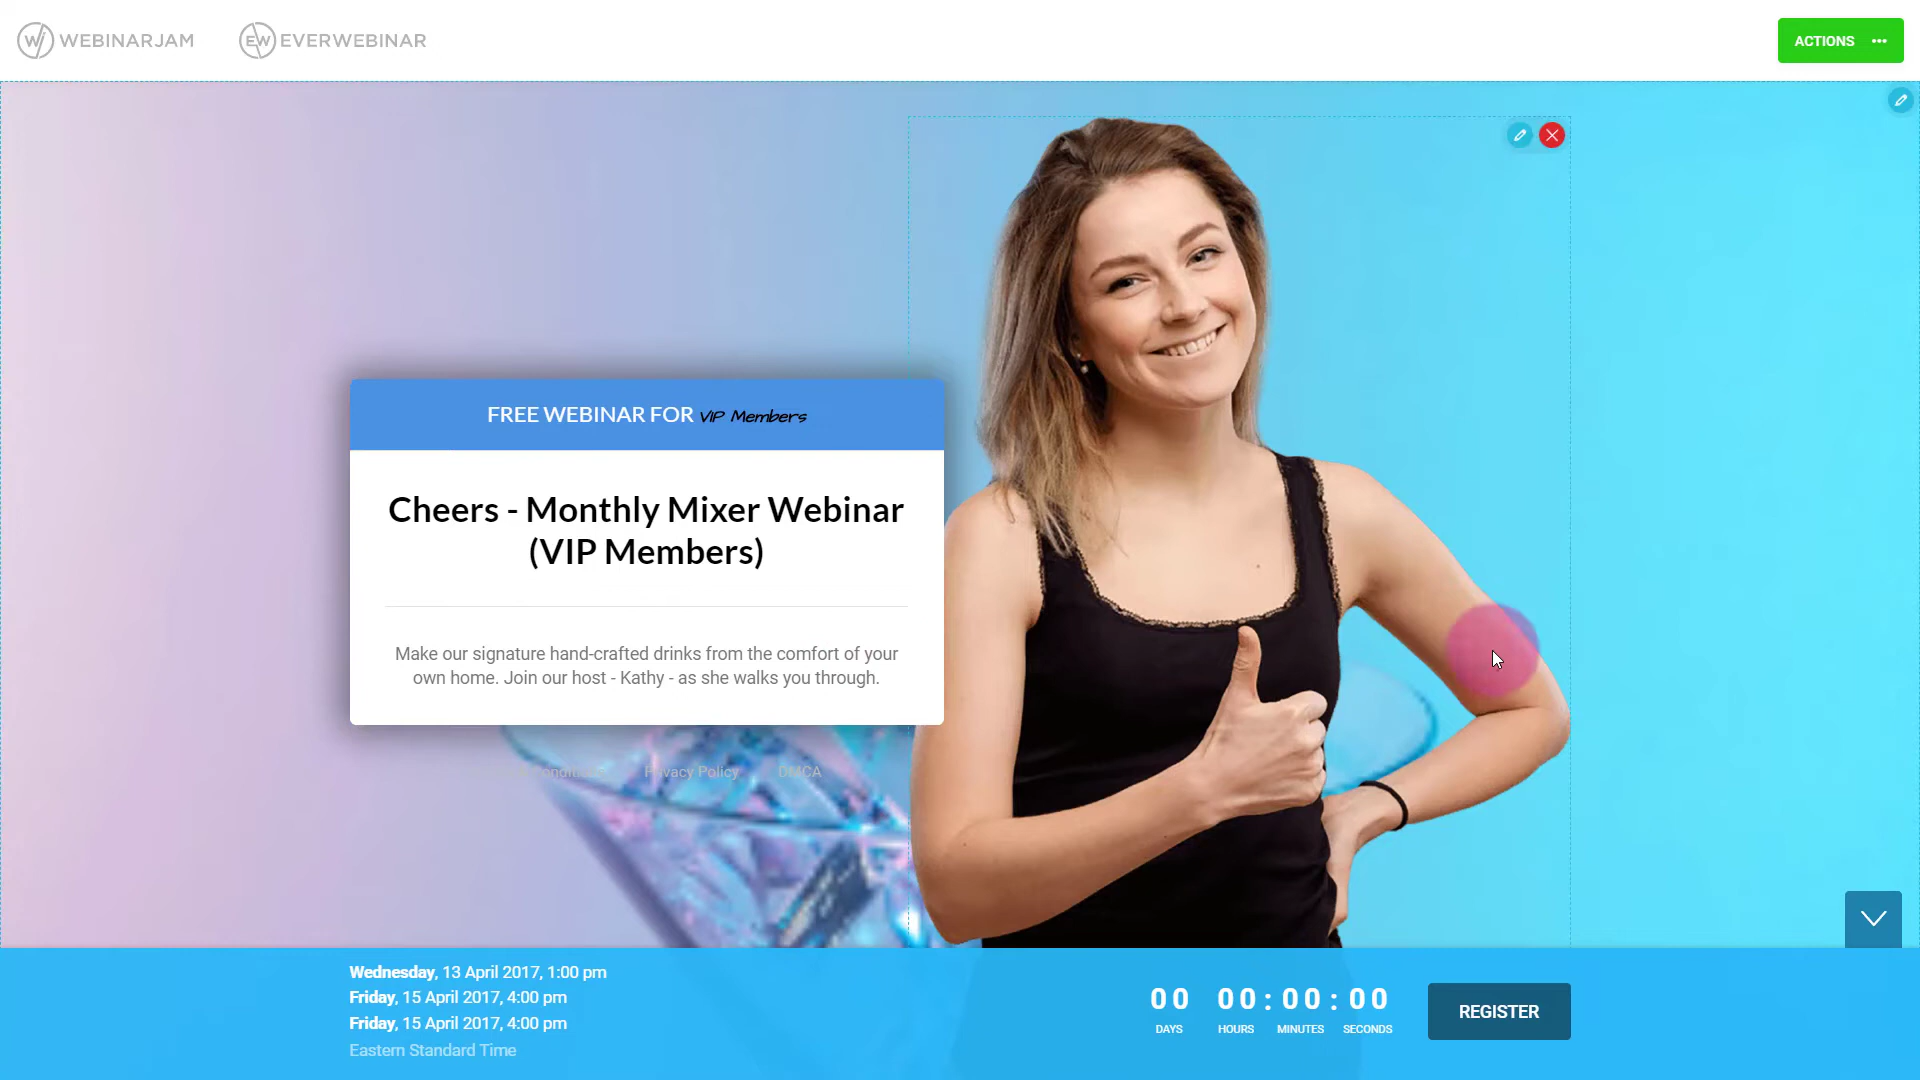 WEBINARJAM
EVERWEBINAR
ACTIONS
FREE WEBINAR FOR VIP Members
Cheers - Monthly Mixer Webinar
(VIP Members)
Make our signature hand-crafted drinks from the comfort of your
own home. Join our host - Kathy - as she walks you through.
Privacy Policy DMCA
Wednesday, 13 April 2017, 1:00 pm
Friday, 15 April 2017, 4:00 pm
Friday, 15 April 2017, 4:00 pm
Eastern Standard Time
00 00 : 00 : 00
DAYS HOURS MINUTES SECONDS
REGISTER